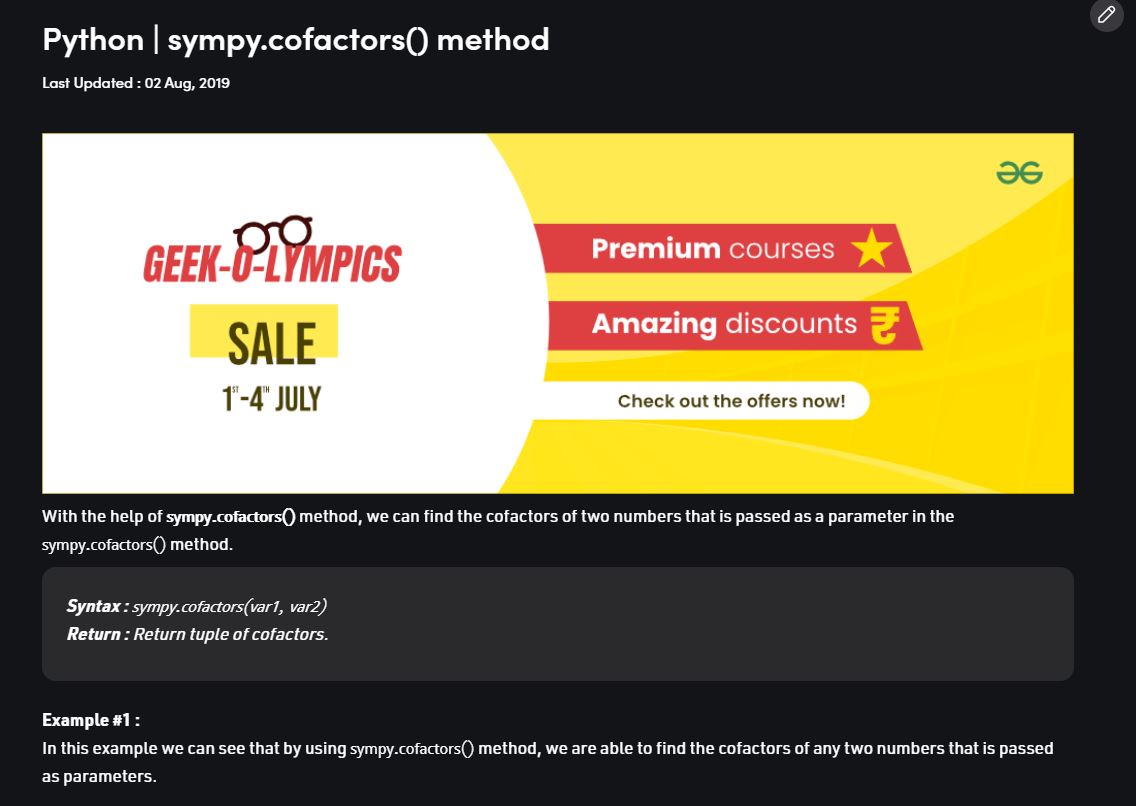 Python | sympy.cofactors() method
Last Updated : 02 Aug, 2019
GEEK-O-LYMPICS
SALE
1ST-4TH JULY
Premium courses
Amazing discounts ₹
Check out the offers now!
With the help of sympy.cofactors() method, we can find the cofactors of two numbers that is passed as a parameter in the
sympy.cofactors() method.
Syntax : sympy.cofactors(var1, var2)
Return : Return tuple of cofactors.
Example #1 :
In this example we can see that by using sympy.cofactors() method, we are able to find the cofactors of any two numbers that is passed
as parameters.